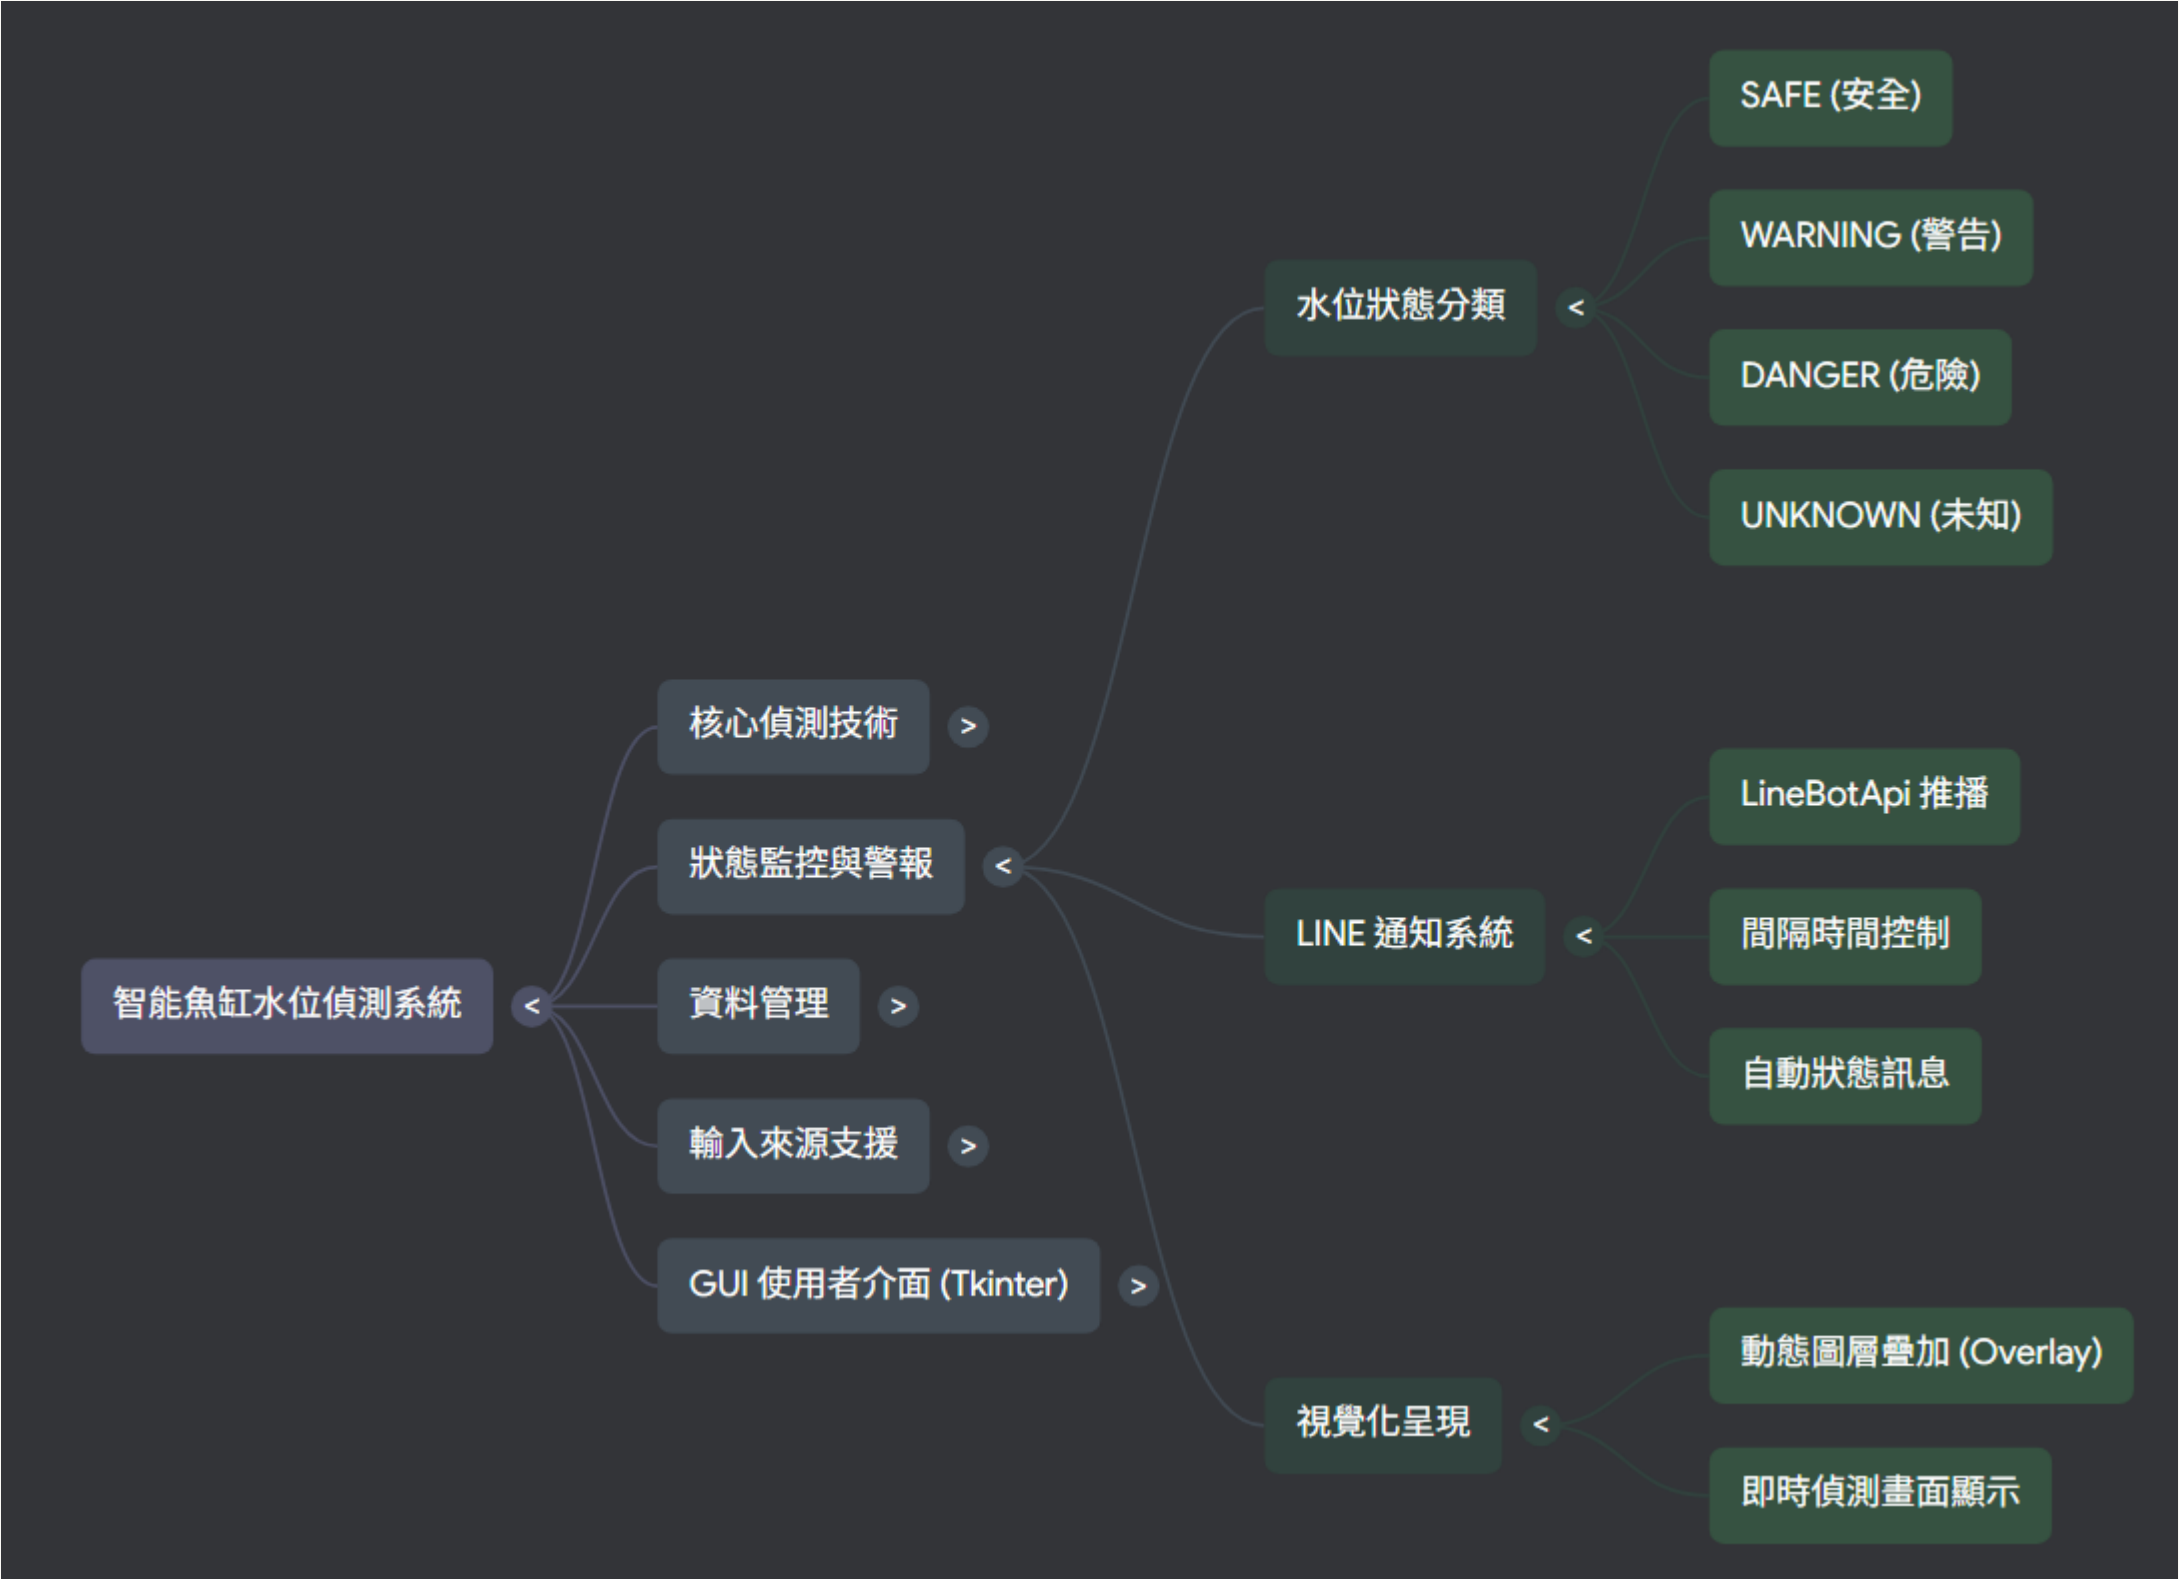 智能魚缸水位偵測系統
<
核心偵測技術
>
狀態監控與警報
<
資料管理
>
輸入來源支援
>
GUI 使用者介面 (Tkinter)
>
水位狀態分類
<
SAFE (安全)
WARNING (警告)
DANGER (危險)
UNKNOWN (未知)
LINE 通知系統
<
LineBotApi 推播
間隔時間控制
自動狀態訊息
視覺化呈現
<
動態圖層疊加 (Overlay)
即時偵測畫面顯示